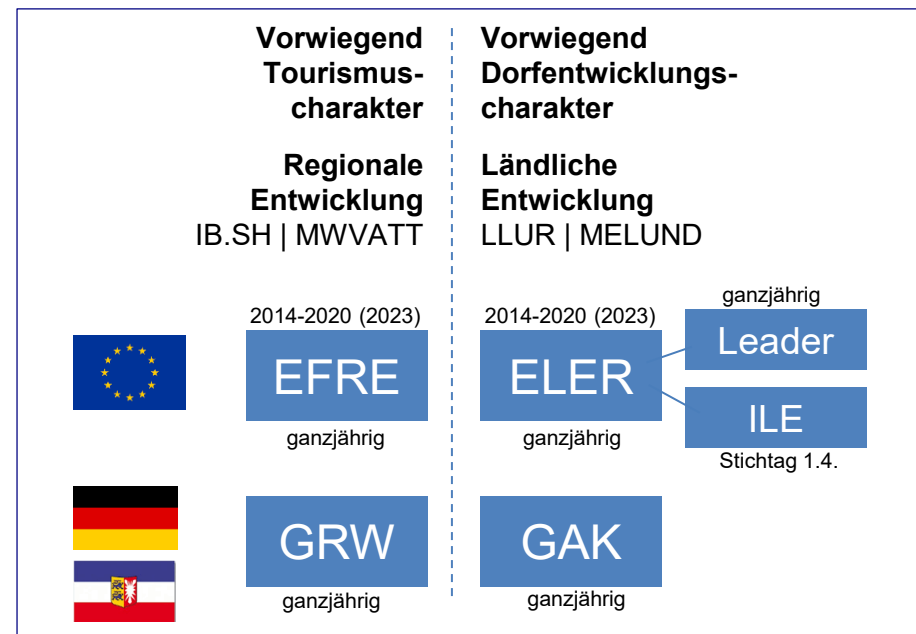 Vorwiegend
Tourismus-
charakter
Regionale
Entwicklung
IB.SH | MWVATT
Vorwiegend
Dorfentwicklungs-
charakter
Ländliche
Entwicklung
LLUR | MELUND
2014-2020 (2023)
EFRE
ganzjährig
2014-2020 (2023)
ELER
ganzjährig
ganzjährig
Leader
ILE
Stichtag 1.4.
GRW
ganzjährig
GAK
ganzjährig